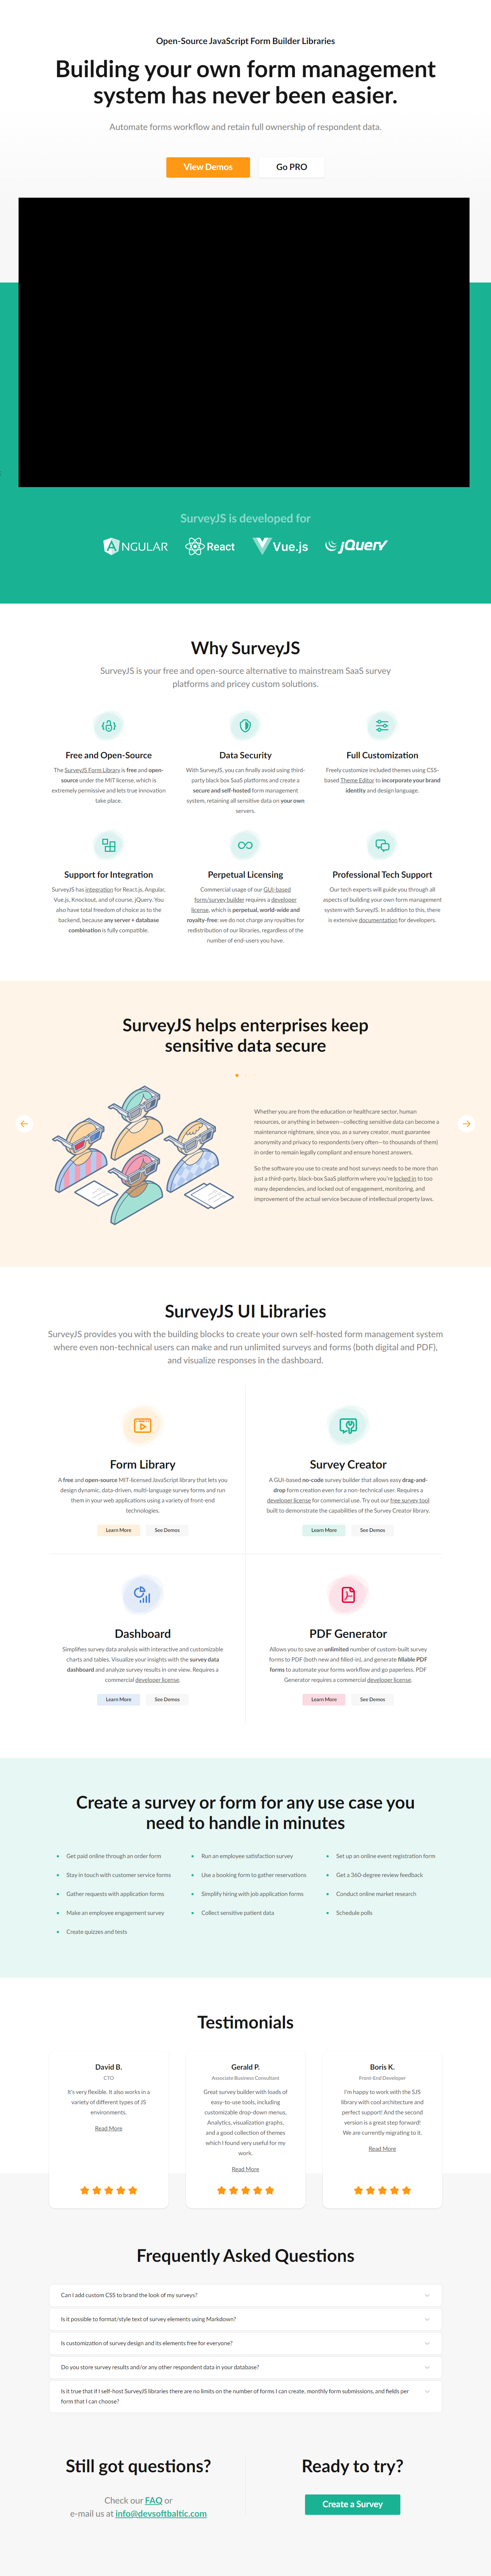 Open-Source JavaScript Form Builder Libraries
Building your own form management
system has never been easier.
Automate forms workflow and retain full ownership of respondent data.
View Demos
Go PRO
SurveyJS is developed for
ANGULAR
React
Vue.js
jQuery
Why SurveyJS
SurveyJS is your free and open-source alternative to mainstream SaaS survey
platforms and pricey custom solutions.
Free and Open-Source
The SurveyJS Form Library is free and open-
source under the MIT license, which is
extremely permissive and lets true innovation
take place.
Data Security
With SurveyJS, you can finally avoid using third-
party black box SaaS platforms and create a
secure and self-hosted form management
system, retaining all sensitive data on your own
servers.
Full Customization
Freely customize included themes using CSS-
based Theme Editor to incorporate your brand
identity and design language.
Support for Integration
SurveyJS has integration for React.js, Angular,
Vue.js, Knockout, and of course, jQuery. You
also have total freedom of choice as to the
backend, because any server + database
combination is fully compatible.
Perpetual Licensing
Commercial usage of our GUI-based
form/survey builder requires a developer
license, which is perpetual, world-wide and
royalty-free: we do not charge any royalties for
redistribution of our libraries, regardless of the
number of end-users you have.
Professional Tech Support
Our tech experts will guide you through all
aspects of building your own form management
system with SurveyJS. In addition to this, there
is extensive documentation for developers.
SurveyJS helps enterprises keep
sensitive data secure
Whether you are from the education or healthcare sector, human
resources, or anything in between—collecting sensitive data can become a
maintenance nightmare, since you, as a survey creator, must guarantee
anonymity and privacy to respondents (very often—to thousands of them)
in order to remain legally compliant and ensure honest answers.
So the software you use to create and host surveys needs to be more than
just a third-party, black-box SaaS platform where you're locked in to too
many dependencies, and locked out of engagement, monitoring, and
improvement of the actual service because of intellectual property laws.
SurveyJS UI Libraries
SurveyJS provides you with the building blocks to create your own self-hosted form management system
where even non-technical users can make and run unlimited surveys and forms (both digital and PDF),
and visualize responses in the dashboard.
Form Library
A free and open-source MIT-licensed JavaScript library that lets you
design dynamic, data-driven, multi-language survey forms and run
them in your web applications using a variety of front-end
technologies.
Learn More
See Demos
Survey Creator
A GUI-based no-code survey builder that allows easy drag-and-
drop form creation even for a non-technical user. Requires a
developer license for commercial use. Try out our free survey tool
built to demonstrate the capabilities of the Survey Creator library.
Learn More
See Demos
Dashboard
Simplifies survey data analysis with interactive and customizable
charts and tables. Visualize your insights with the survey data
dashboard and analyze survey results in one view. Requires a
commercial developer license.
Learn More
See Demos
PDF Generator
Allows you to save an unlimited number of custom-built survey
forms to PDF (both new and filled-in), and generate fillable PDF
forms to automate your forms workflow and go paperless. PDF
Generator requires a commercial developer license.
Learn More
See Demos
Create a survey or form for any use case you
need to handle in minutes
Get paid online through an order form
Run an employee satisfaction survey
Set up an online event registration form
Stay in touch with customer service forms
Use a booking form to gather reservations
Get a 360-degree review feedback
Gather requests with application forms
Simplify hiring with job application forms
Conduct online market research
Make an employee engagement survey
Collect sensitive patient data
Schedule polls
Create quizzes and tests
Testimonials
David B.
CTO
It's very flexible. It also works in a
variety of different types of JS
environments.
Read More
Gerald P.
Associate Business Consultant
Great survey builder with loads of
easy-to-use tools, including
customizable drop-down menus,
Analytics, visualization graphs,
and a good collection of themes
which I found very useful for my
work.
Read More
Boris K.
Front-End Developer
I'm happy to work with the SJS
library with cool architecture and
perfect support! And the second
version is a great step forward!
We are currently migrating to it.
Read More
Frequently Asked Questions
Can I add custom CSS to brand the look of my surveys?
Is it possible to format/style text of survey elements using Markdown?
Is customization of survey design and its elements free for everyone?
Do you store survey results and/or any other respondent data in your database?
Is it true that if I self-host SurveyJS libraries there are no limits on the number of forms I can create, monthly form submissions, and fields per
form that I can choose?
Still got questions?
Check our FAQ or
e-mail us at info@devsoftbaltic.com
Ready to try?
Create a Survey